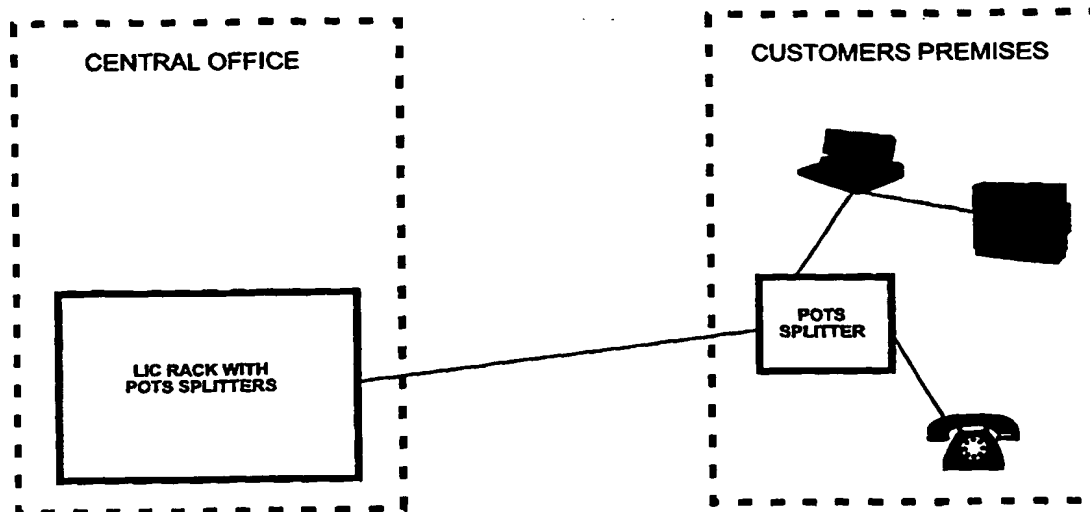 CENTRAL OFFICE
CUSTOMERS PREMISES
POTS
SPLITTER
LIC RACK WITH
POTS SPLITTERS